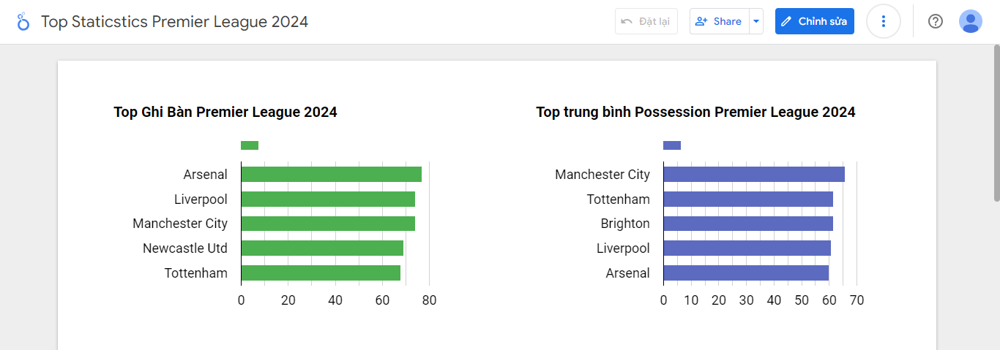 Top Staticstics Premier League 2024
Đặt lại
Share
Chỉnh sửa
Top Ghi Bàn Premier League 2024
Arsenal
Liverpool
Manchester City
Newcastle Utd
Tottenham
0 20 40 60 80
Top trung bình Possession Premier League 2024
Manchester City
Tottenham
Brighton
Liverpool
Arsenal
0 10 20 30 40 50 60 70